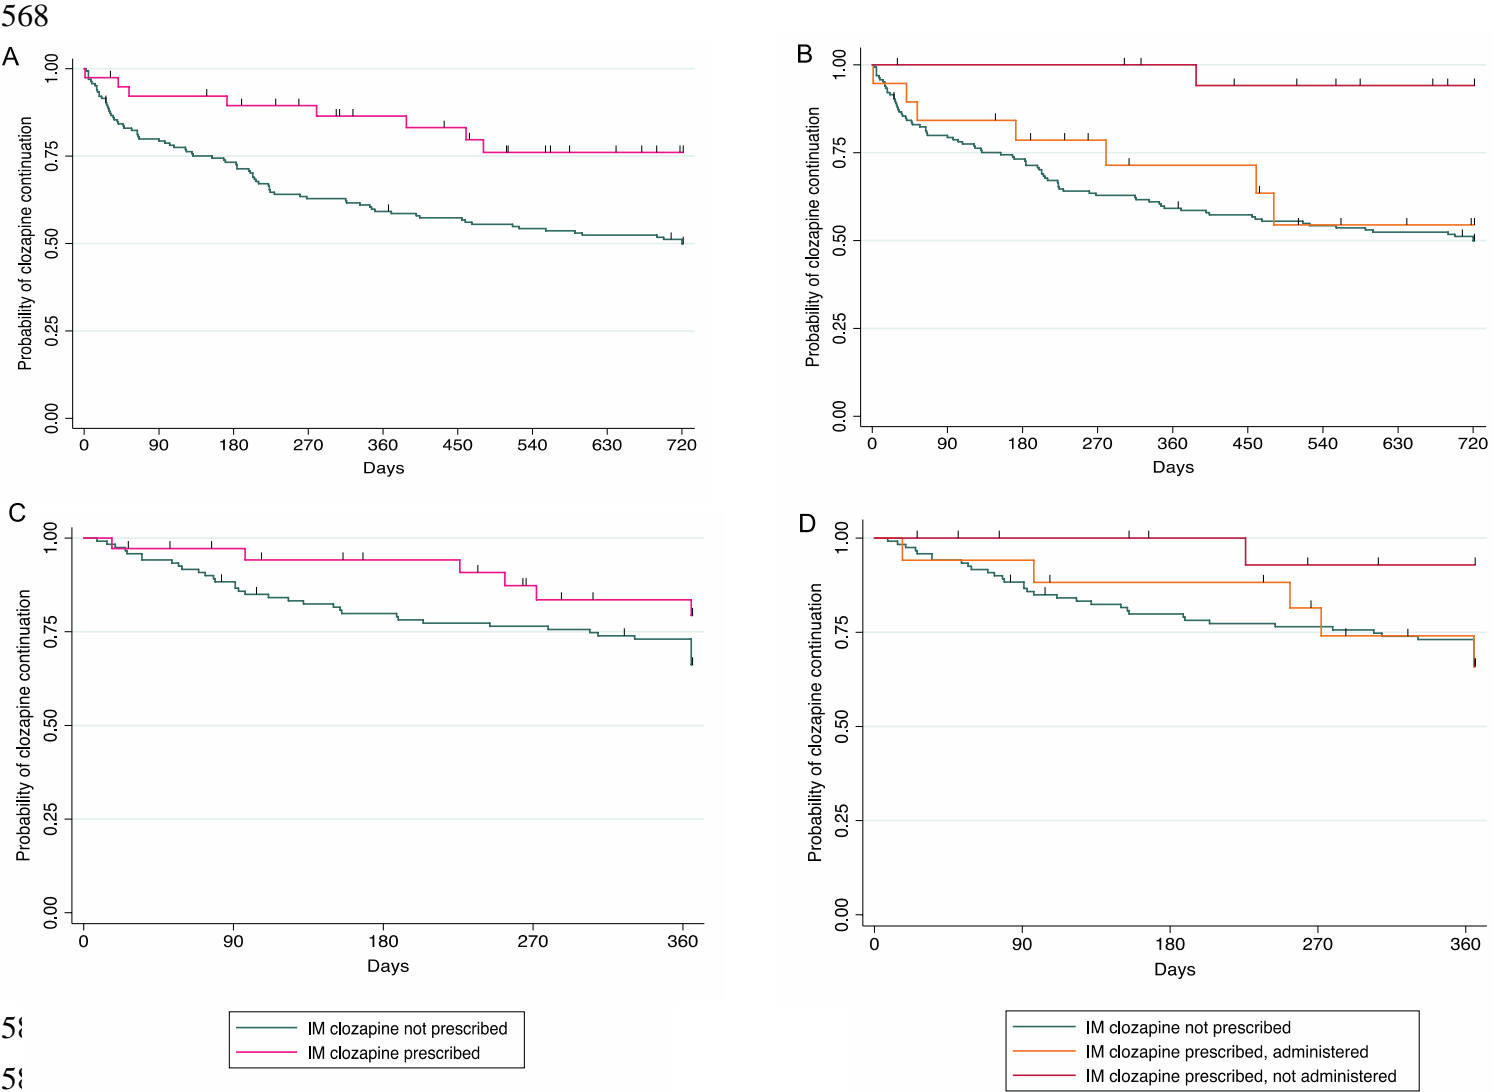 568
A
Probability of clozapine continuation
1.00
0.75
0.50
0.25
0.00
0 90 180 270 360 450 540 630 720
Days
B
Probability of clozapine continuation
1.00
0.75
0.50
0.25
0.00
0 90 180 270 360 450 540 630 720
Days
C
Probability of clozapine continuation
1.00
0.75
0.50
0.25
0.00
0 90 180 270 360
Days
D
Probability of clozapine continuation
1.00
0.75
0.50
0.25
0.00
0 90 180 270 360
Days
IM clozapine not prescribed
IM clozapine prescribed
IM clozapine not prescribed
IM clozapine prescribed, administered
IM clozapine prescribed, not administered